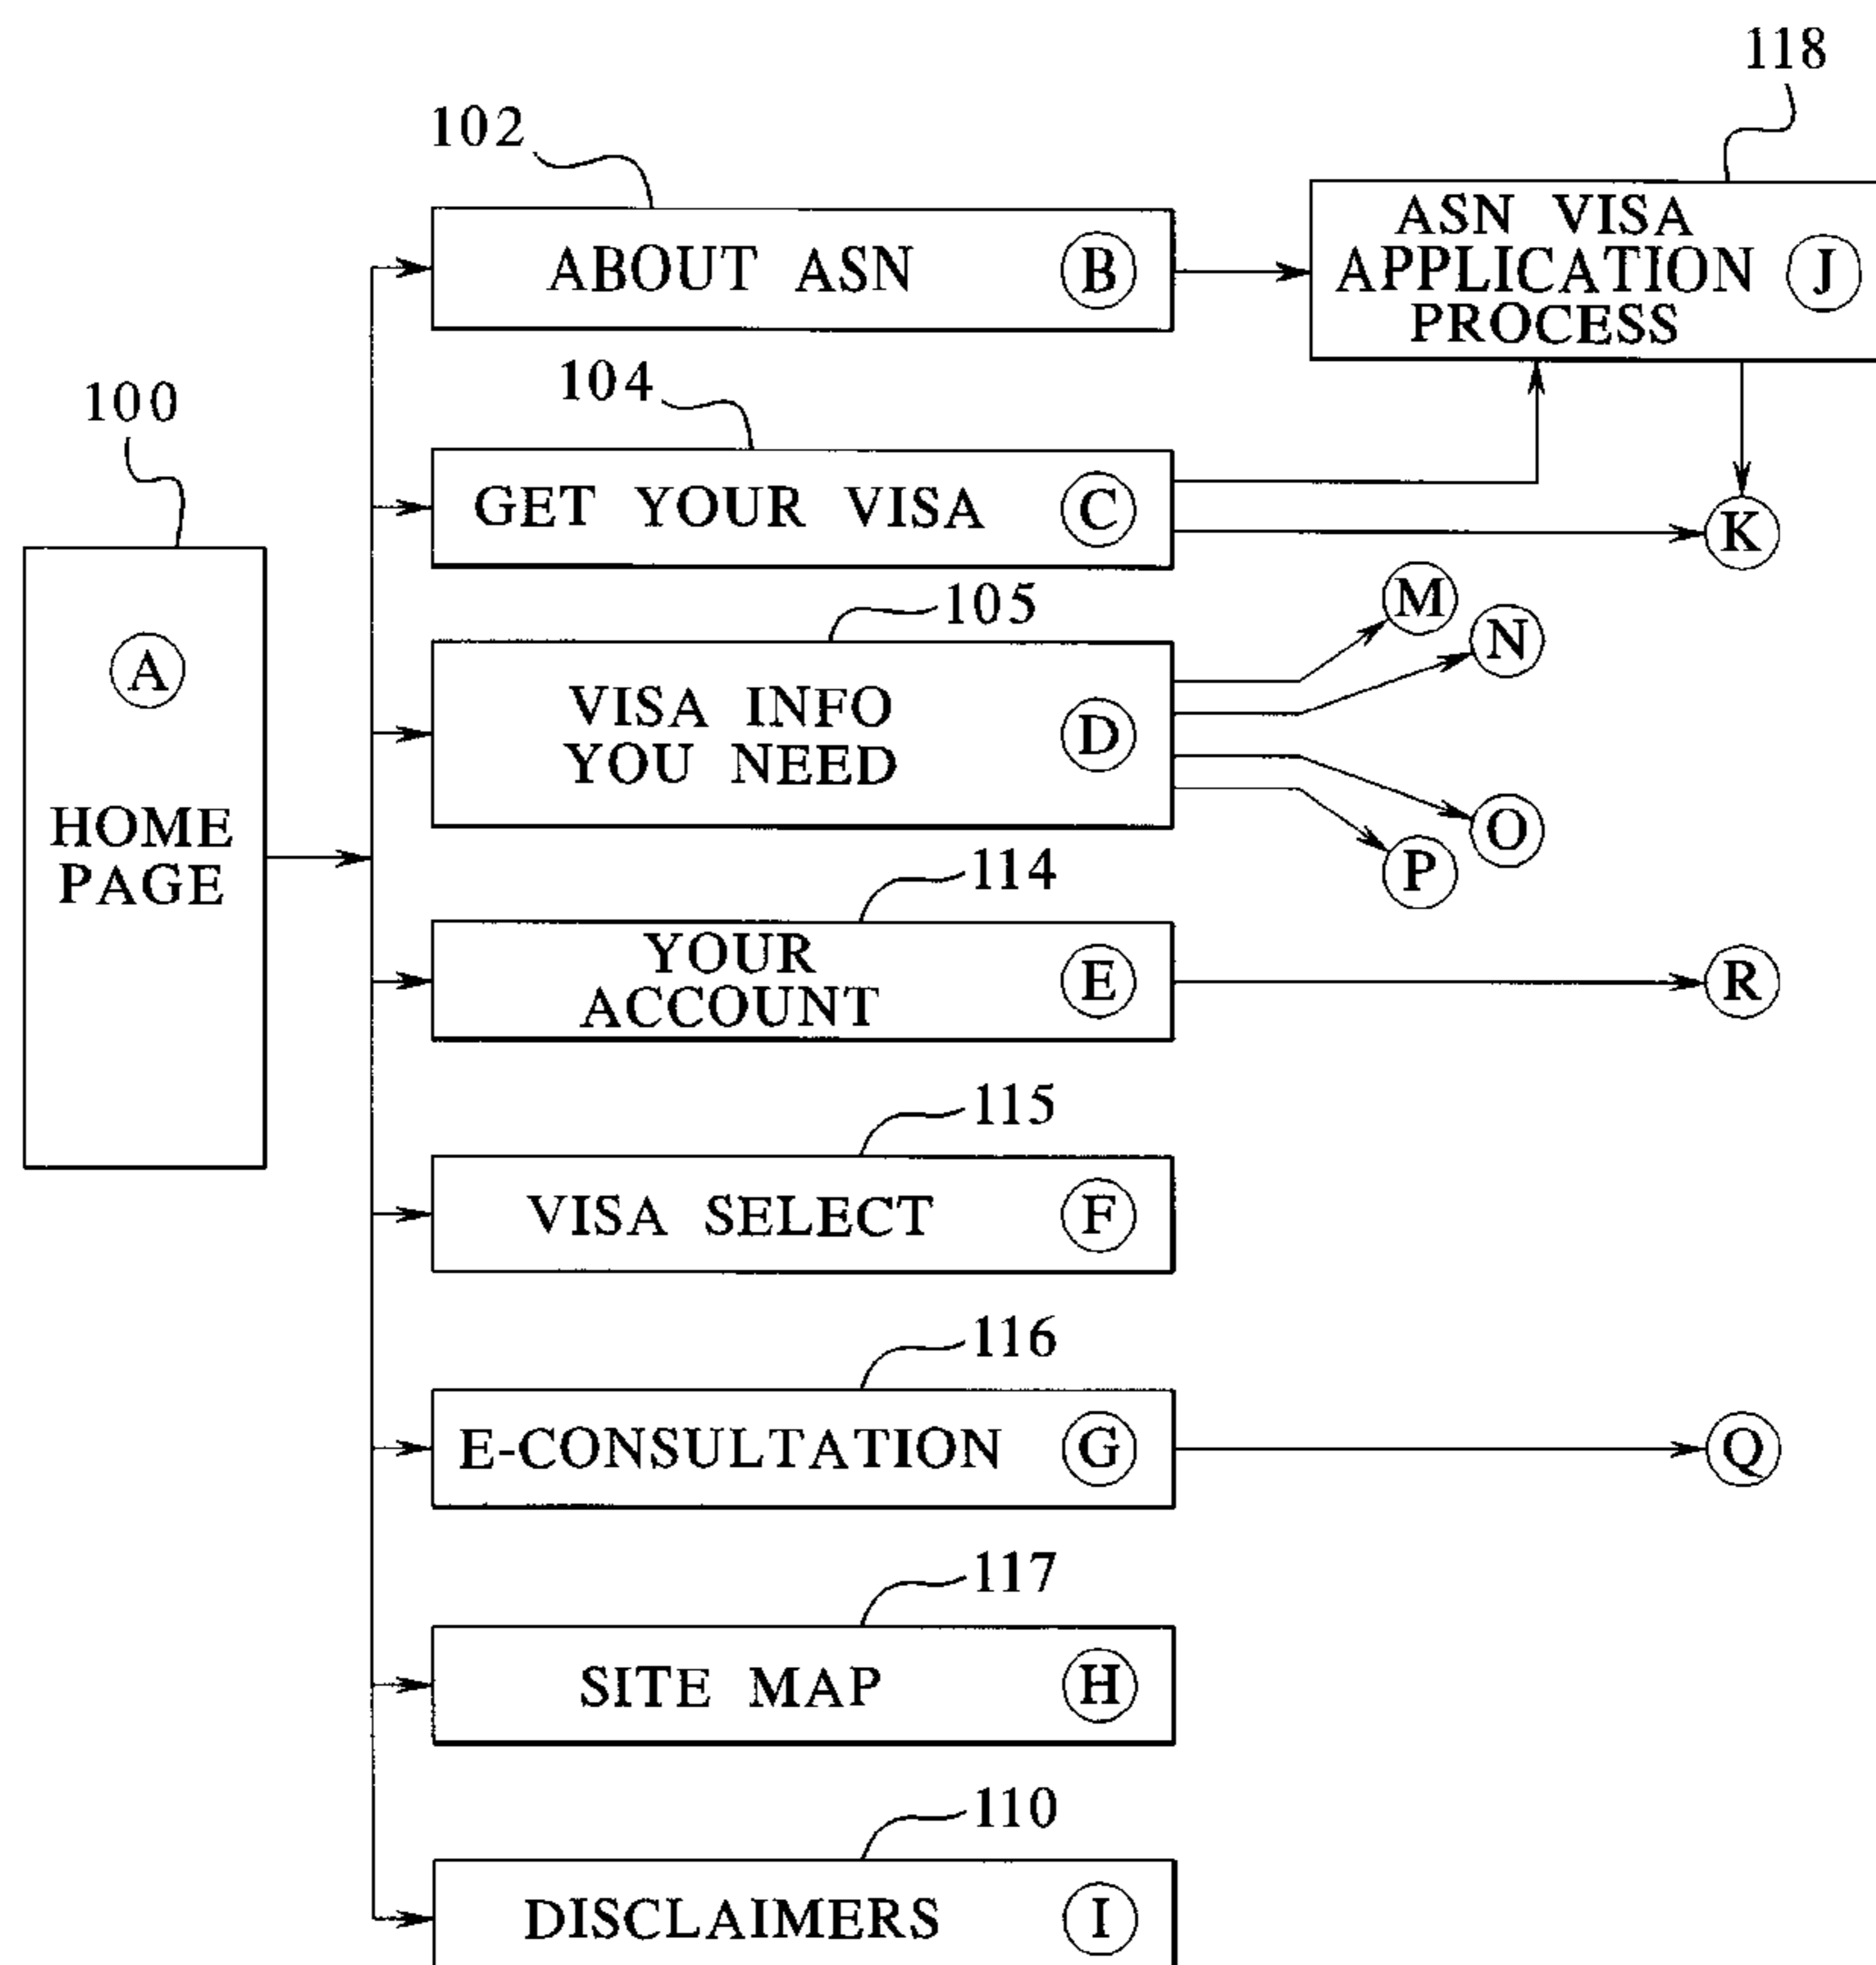 118
102
ASN VISA
APPLICATION J
PROCESS
ABOUT ASN B
104
100
GET YOUR VISA C
K
105
M
N
A
VISA INFO
YOU NEED
D
HOME
PAGE
O
P
114
YOUR
ACCOUNT
E
R
115
VISA SELECT F
116
E-CONSULTATION G
Q
117
SITE MAP H
110
DISCLAIMERS I